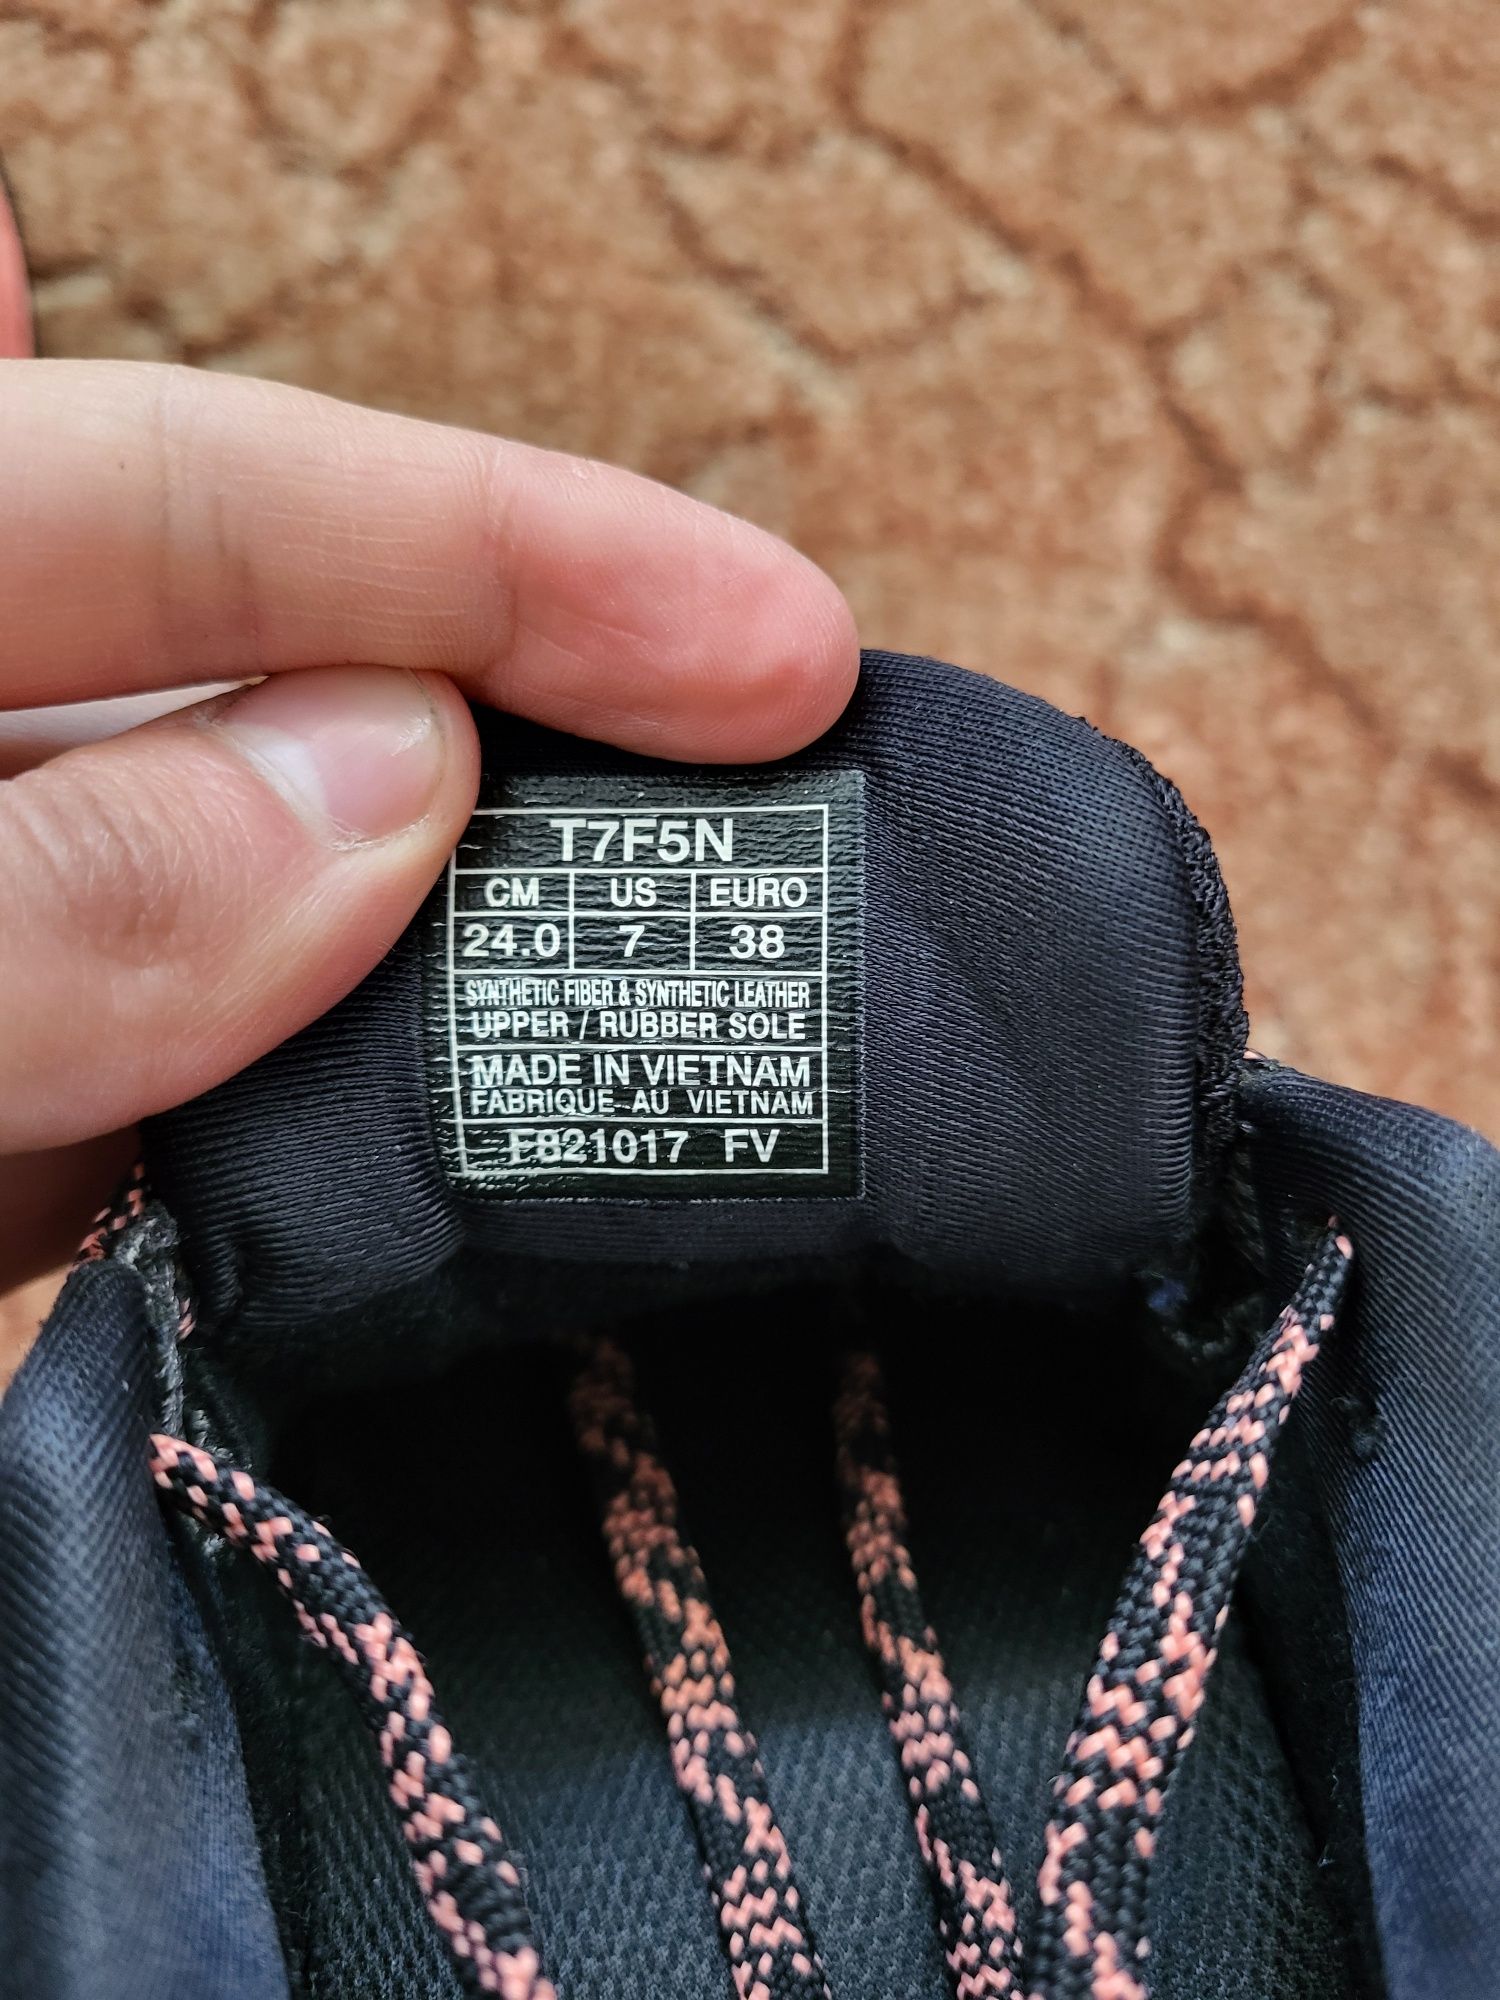 T7F5N
CM US EURO
24.0 7 38
SYNTHETIC FIBER & SYNTHETIC LEATHER
UPPER / RUBBER SOLE
MADE IN VIETNAM
FABRIQUE AU VIETNAM
F821017 FV